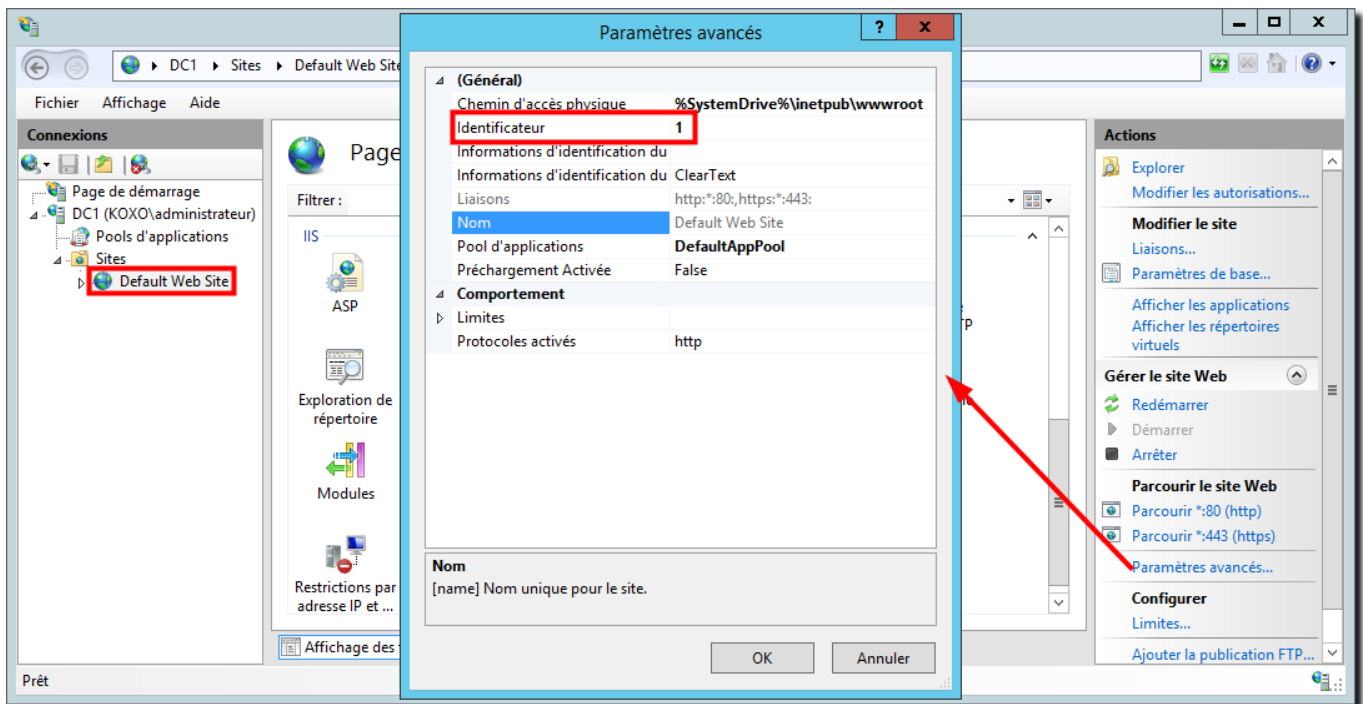 Paramètres avancés
?
x
DC1
Sites
Default Web Site
Fichier Affichage Aide
Connexions
Page de démarrage
DC1 (KOXO\administrateur)
Pools d'applications
Sites
Default Web Site
Page
Filtrer :
IIS
ASP
Exploration de
répertoire
Modules
Restrictions par
adresse IP et ...
Affichage des
(Général)
Chemin d'accès physique %SystemDrive%\inetpub\wwwroot
Identificateur 1
Informations d'identification du
Informations d'identification du ClearText
Liaisons http:*:80:,https:*:443:
Nom Default Web Site
Pool d'applications DefaultAppPool
Préchargement Activée False
Comportement
Limites
Protocoles activés http
Nom
[name] Nom unique pour le site.
OK Annuler
Actions
Explorer
Modifier les autorisations...
Modifier le site
Liaisons...
Paramètres de base...
Afficher les applications
Afficher les répertoires
virtuels
Gérer le site Web
Redémarrer
Démarrer
Arrêter
Parcourir le site Web
Parcourir *:80 (http)
Parcourir *:443 (https)
Paramètres avancés...
Configurer
Limites...
Ajouter la publication FTP...
Prêt